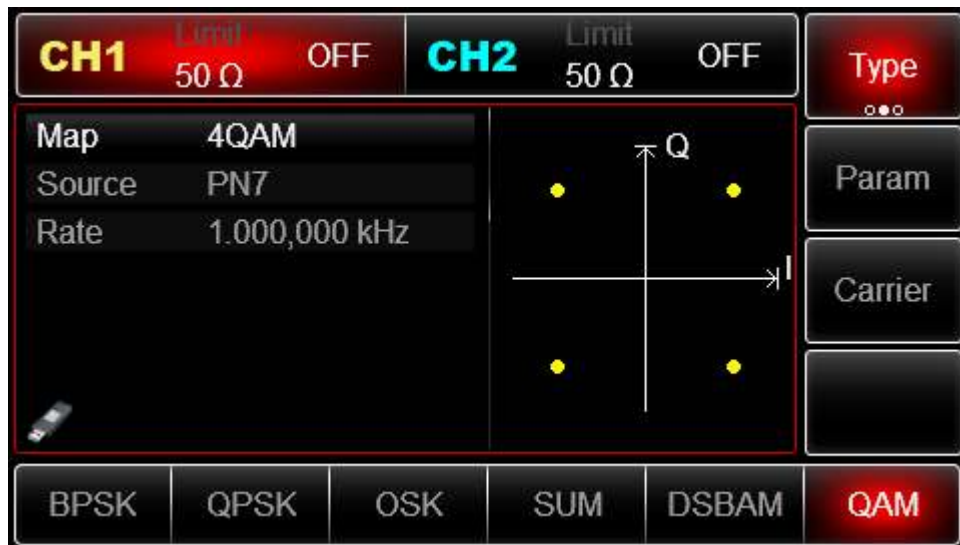 CH1 Limit 50 Ω OFF CH2 Limit 50 Ω OFF Type
Map 4QAM Q
Source PN7 Param
Rate 1.000,000 kHz
I Carrier
BPSK QPSK OSK SUM DSBAM QAM